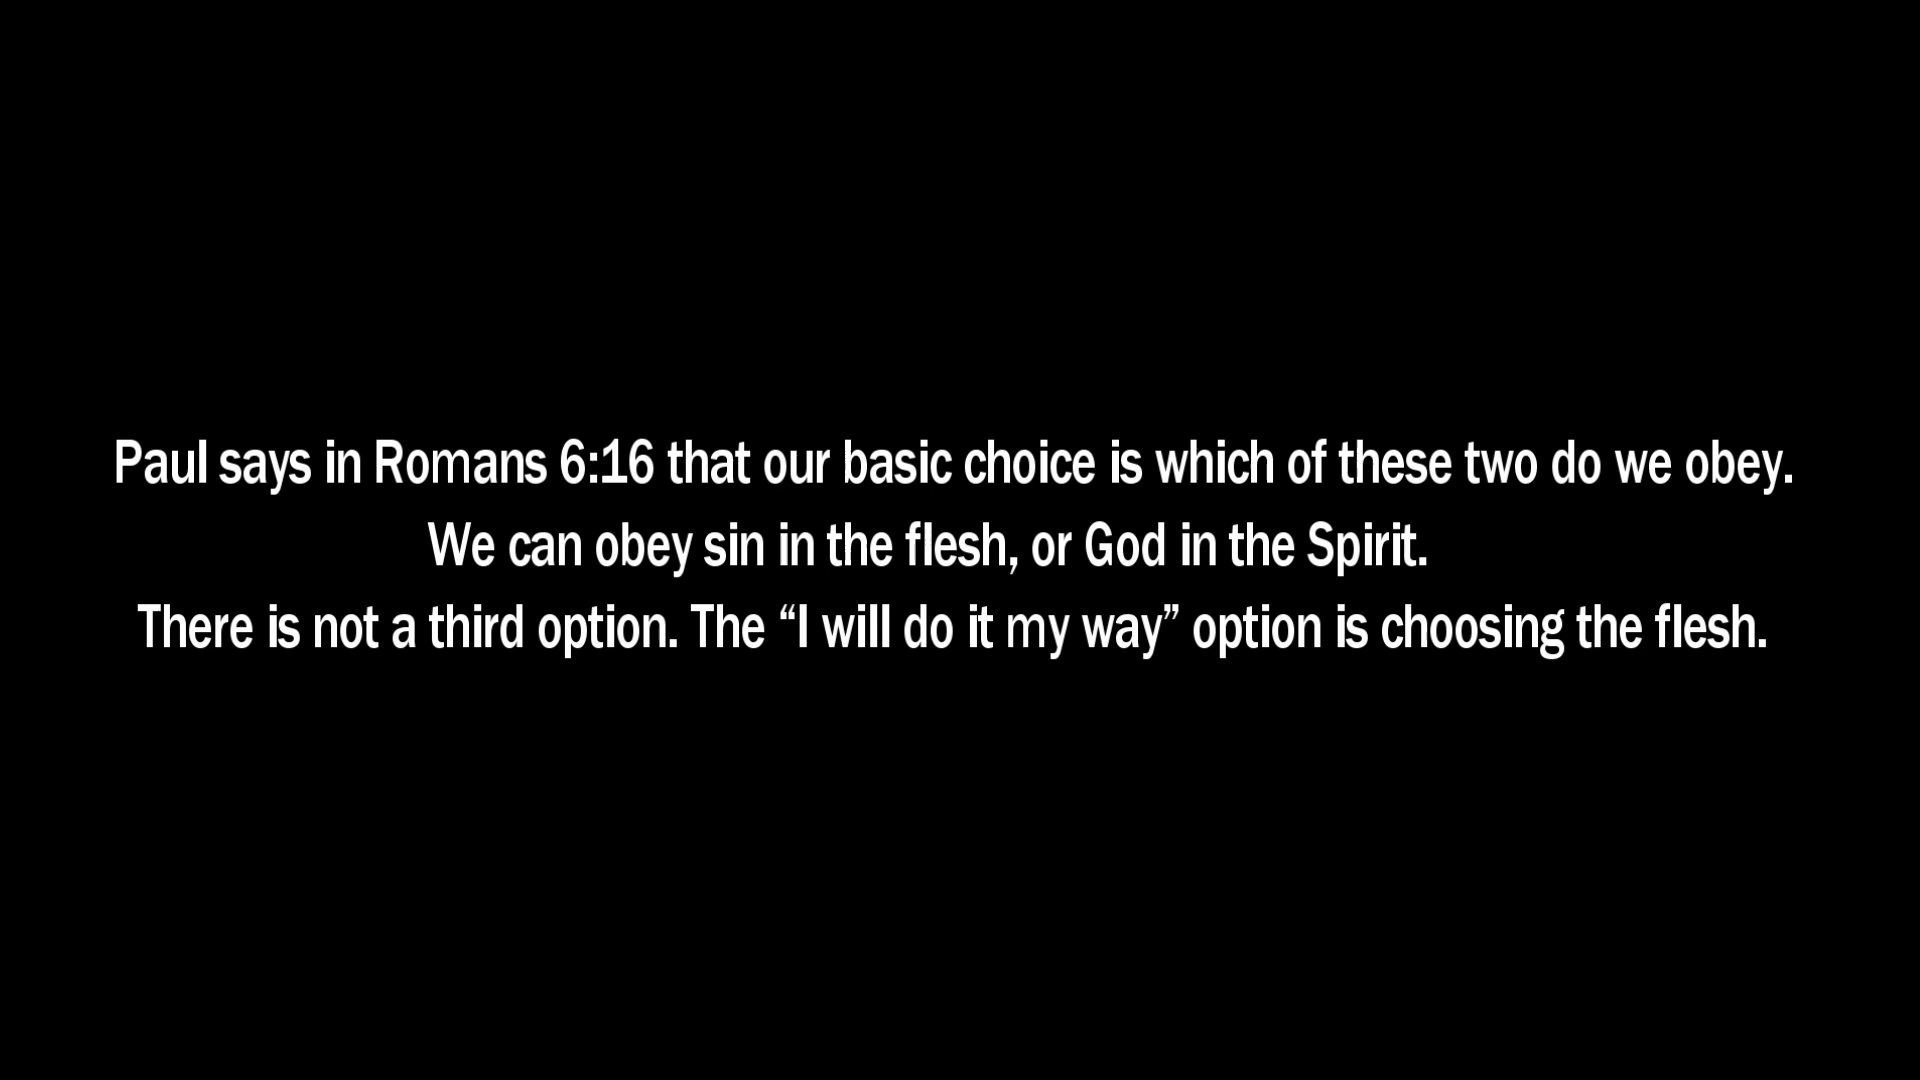 Paul says in Romans 6:16 that our basic choice is which of these two do we obey.
We can obey sin in the flesh, or God in the Spirit.
There is not a third option. The “I will do it my way” option is choosing the flesh.